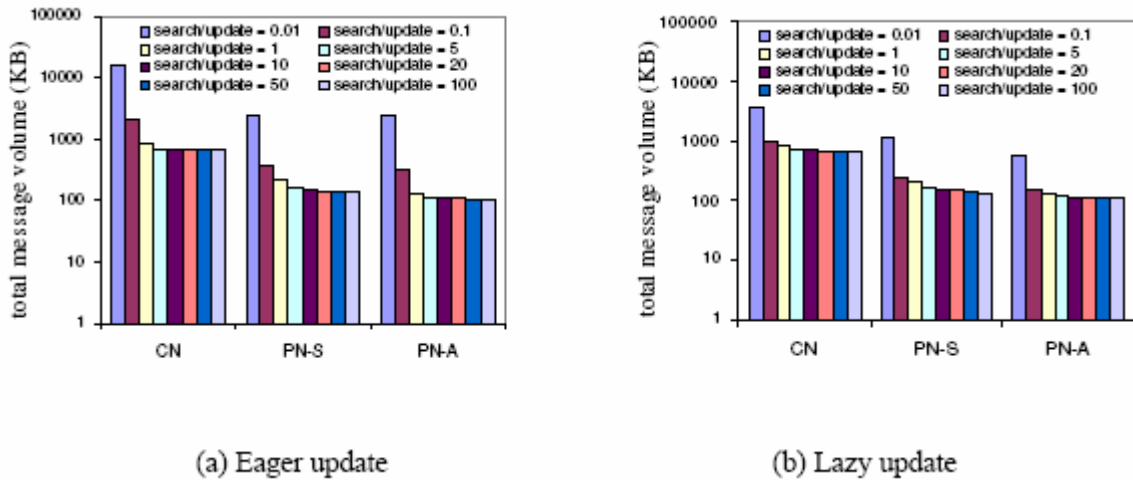 total message volume (KB)
100000
10000
1000
100
10
1
search/update = 0.01
search/update = 0.1
search/update = 1
search/update = 5
search/update = 10
search/update = 20
search/update = 50
search/update = 100
CN
PN-S
PN-A
(a) Eager update
total message volume (KB)
100000
10000
1000
100
10
1
search/update = 0.01
search/update = 0.1
search/update = 1
search/update = 5
search/update = 10
search/update = 20
search/update = 50
search/update = 100
CN
PN-S
PN-A
(b) Lazy update